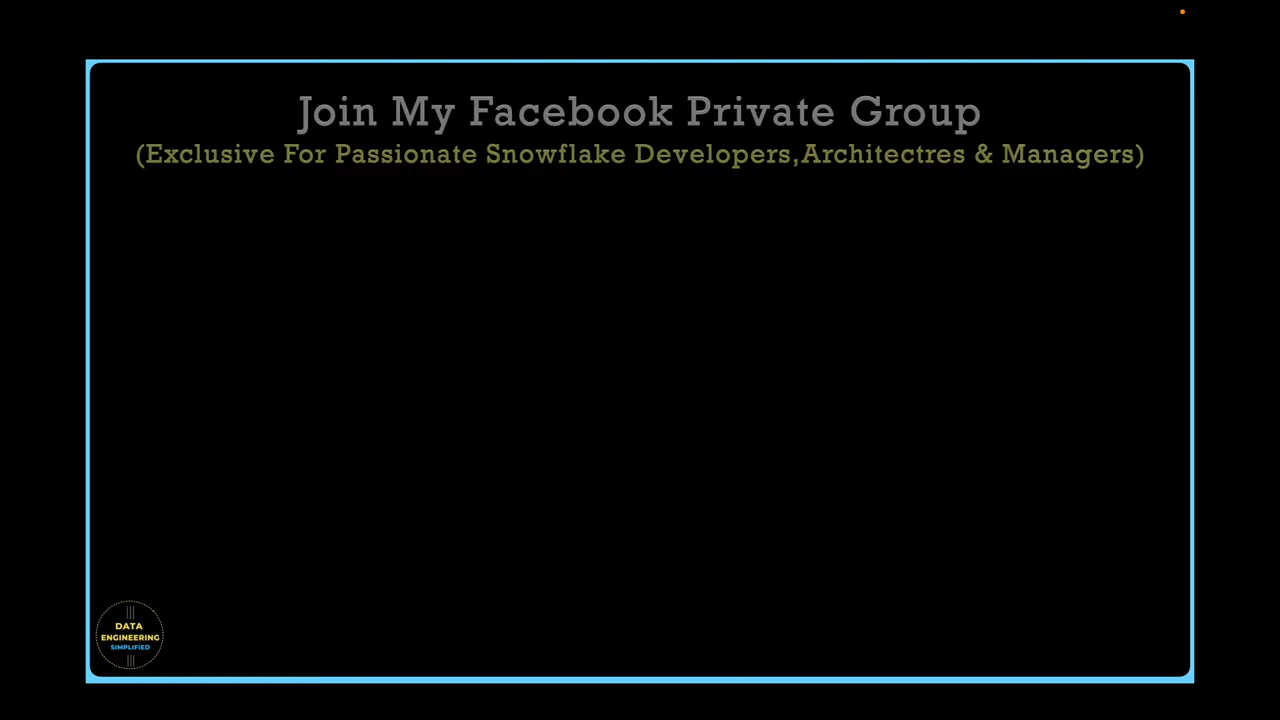 Join My Facebook Private Group
(Exclusive For Passionate Snowflake Developers,Architectres & Managers)
DATA
ENGINEERING
SIMPLIFIED